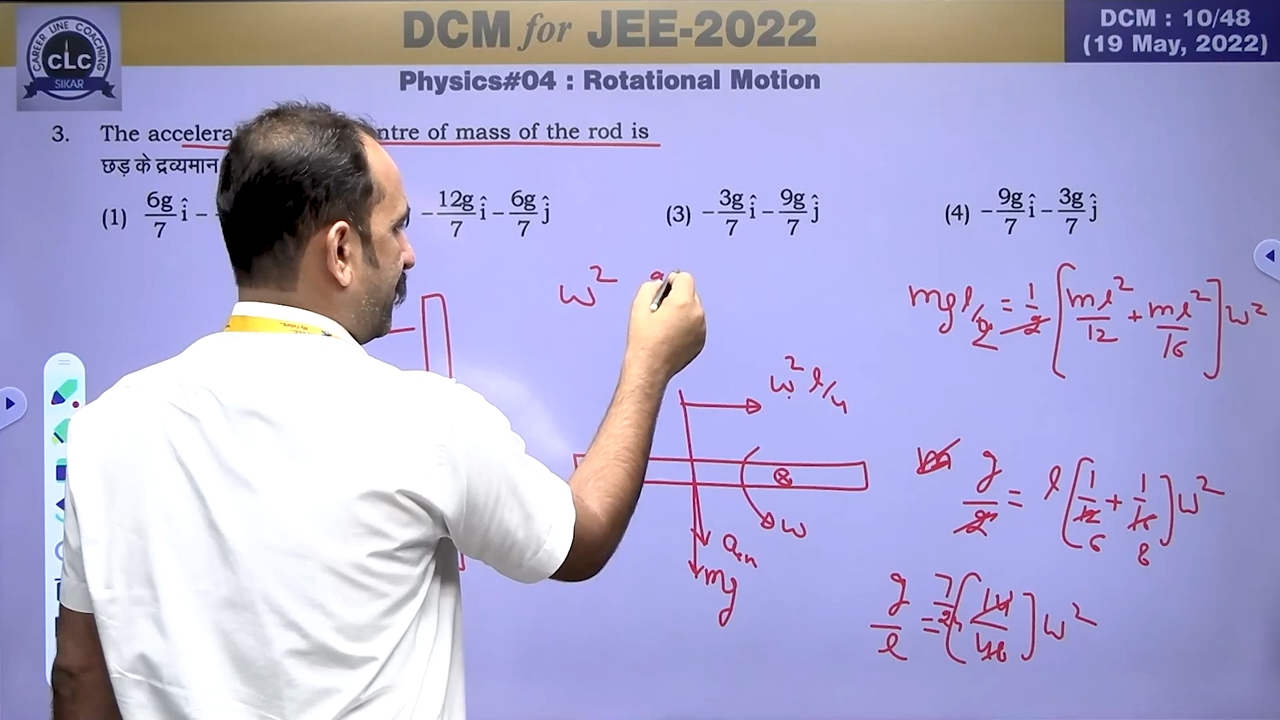 CAREER LINE COACHING
CLC
SIKAR
DCM for JEE-2022
DCM : 10/48
(19 May, 2022)
Physics#04 : Rotational Motion
3. The ntre of mass of the rod is
छड़ के द्रव्यमान
(1) 6g/7 î –
– 12g/7 î – 6g/7 ĵ
(3) – 3g/7 î – 9g/7 ĵ
(4) – 9g/7 î – 3g/7 ĵ
ω²
mg l/2 = 1/2 [ml²/12 + ml²/16] ω²
ω² l/4
g/2 = l [1/12 + 1/16] ω²
6 8
ω
mg
g/l = 7/24 [14/48] ω²